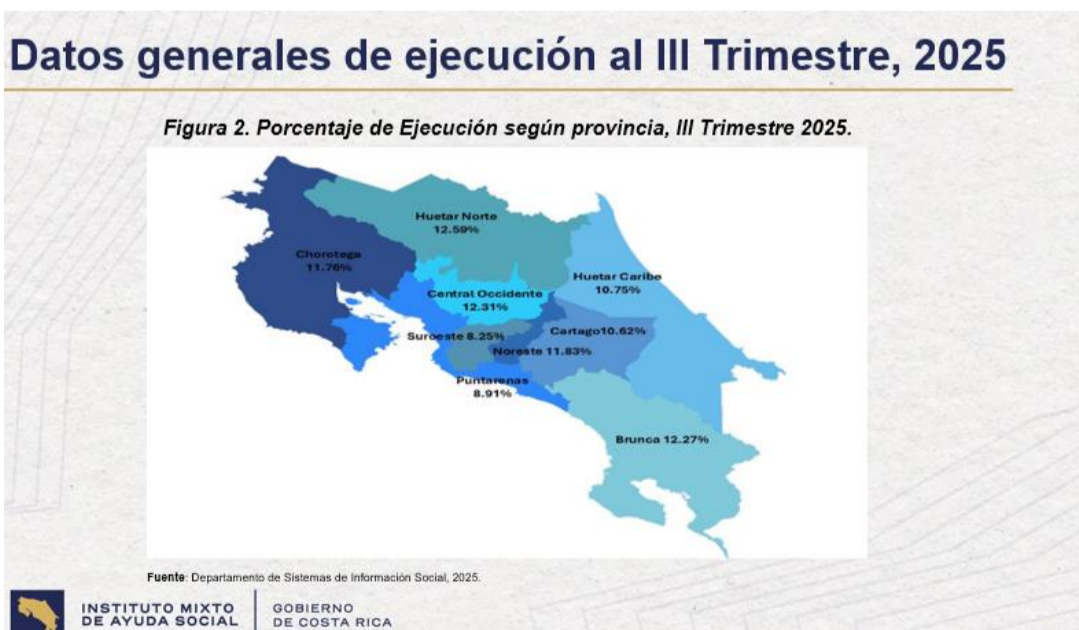 Datos generales de ejecución al III Trimestre, 2025
Figura 2. Porcentaje de Ejecución según provincia, III Trimestre 2025.
Huetar Norte
12.59%
Chorotega
11.76%
Huetar Caribe
10.75%
Central Occidente
12.31%
Suroeste 8.25%
Cartago10.62%
Noreste 11.83%
Puntarenas
8.91%
Brunca 12.27%
Fuente: Departamento de Sistemas de Información Social, 2025.
INSTITUTO MIXTO
DE AYUDA SOCIAL
GOBIERNO
DE COSTA RICA